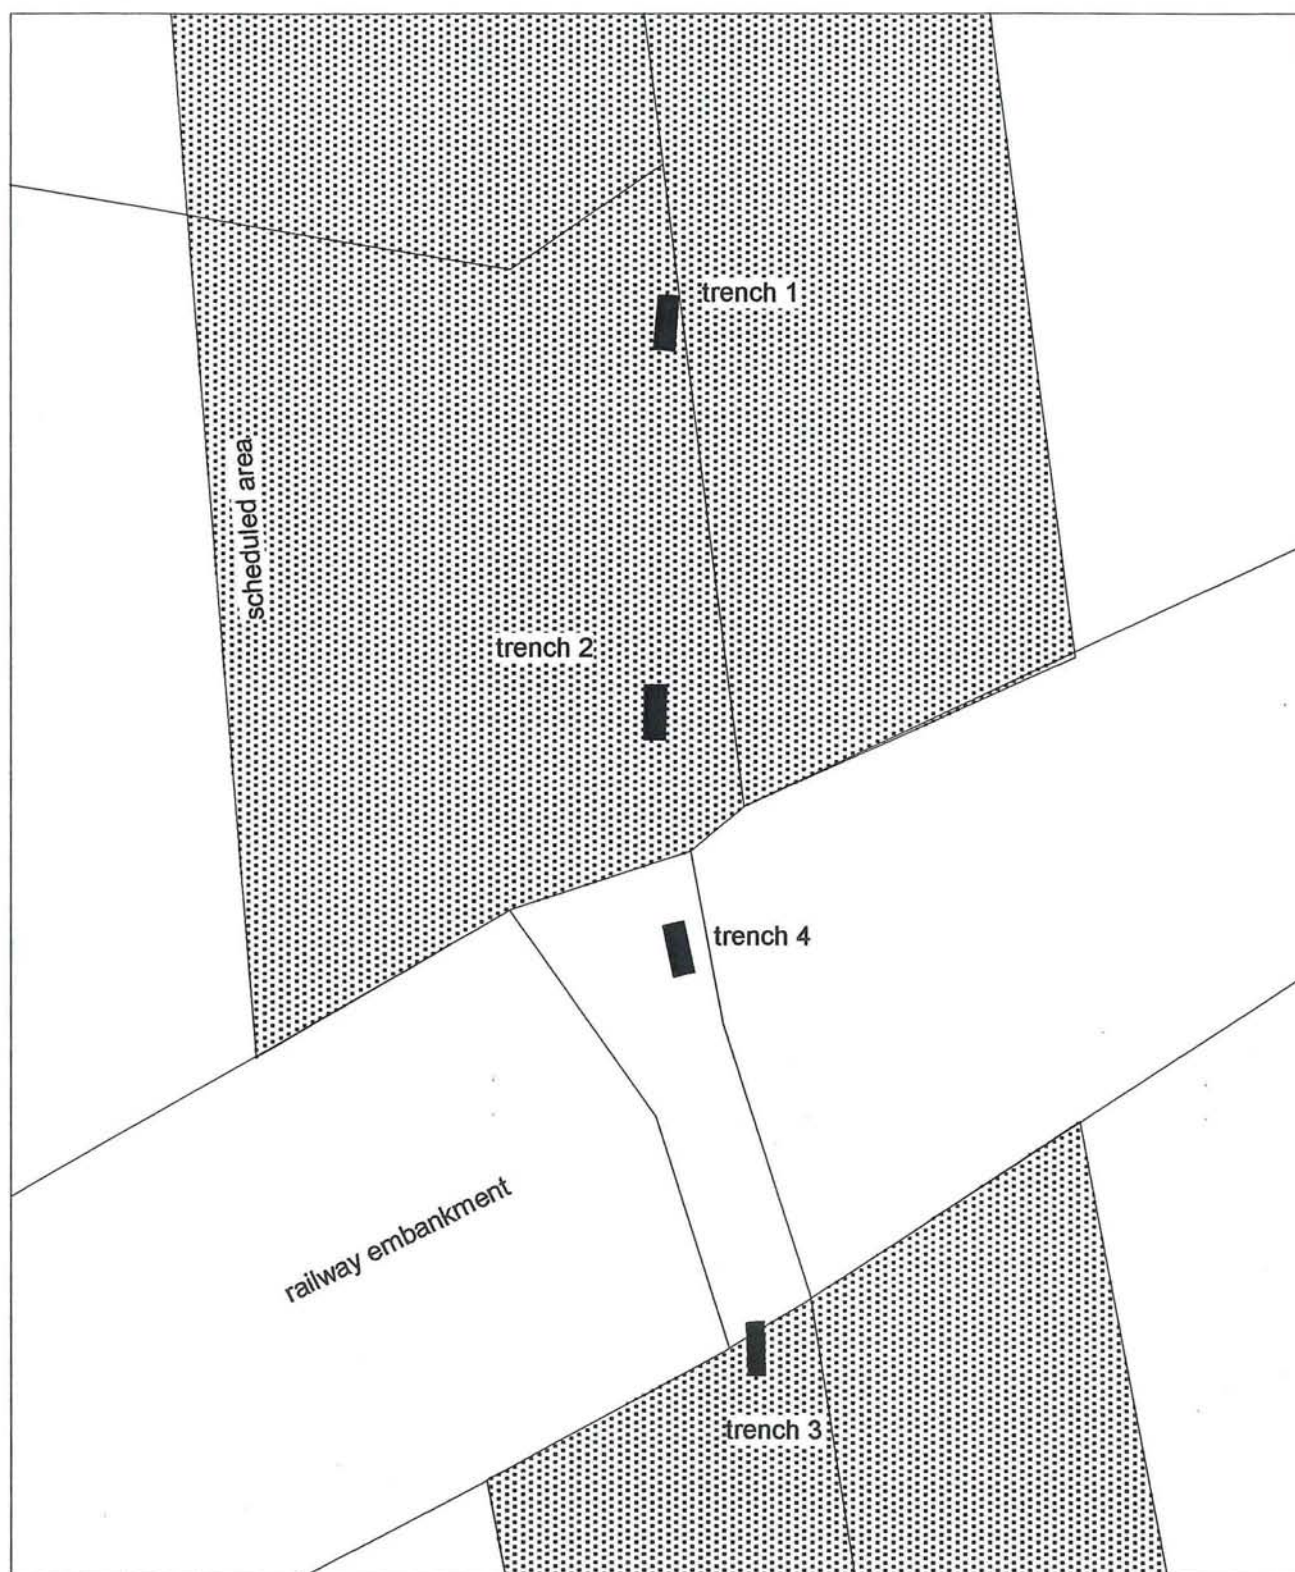 trench 1
scheduled area
trench 2
trench 4
railway embankment
trench 3